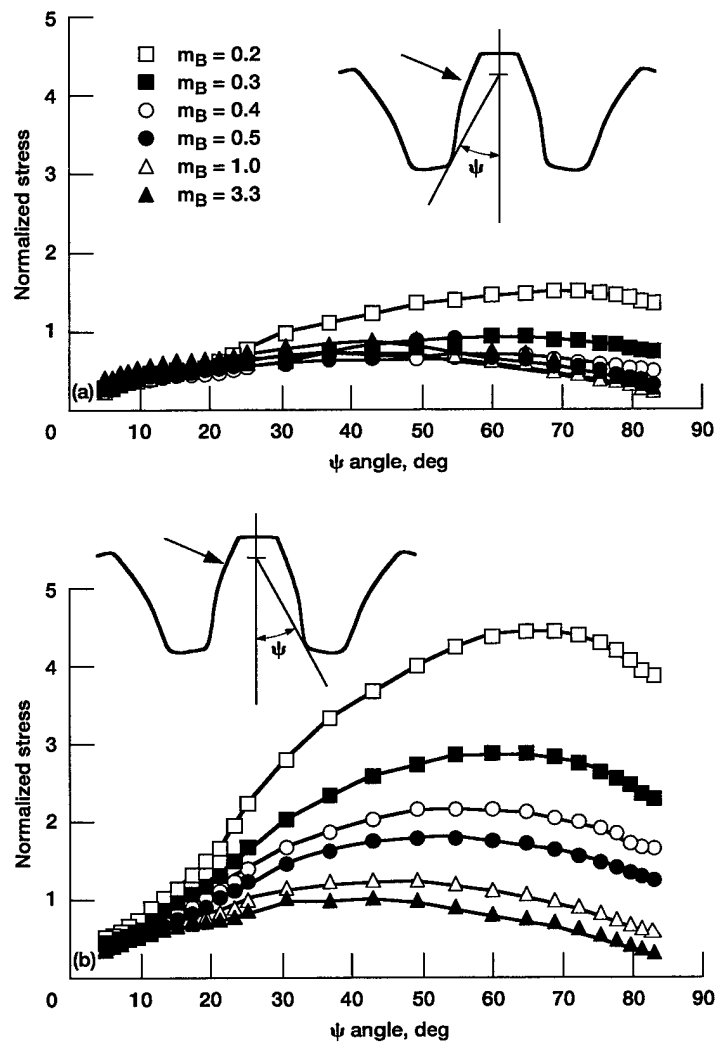 5
4
3
2
1
0
Normalized stress
m_B = 0.2
m_B = 0.3
m_B = 0.4
m_B = 0.5
m_B = 1.0
m_B = 3.3
ψ
(a)
10 20 30 40 50 60 70 80 90
ψ angle, deg
5
4
3
2
1
0
Normalized stress
ψ
(b)
10 20 30 40 50 60 70 80 90
ψ angle, deg